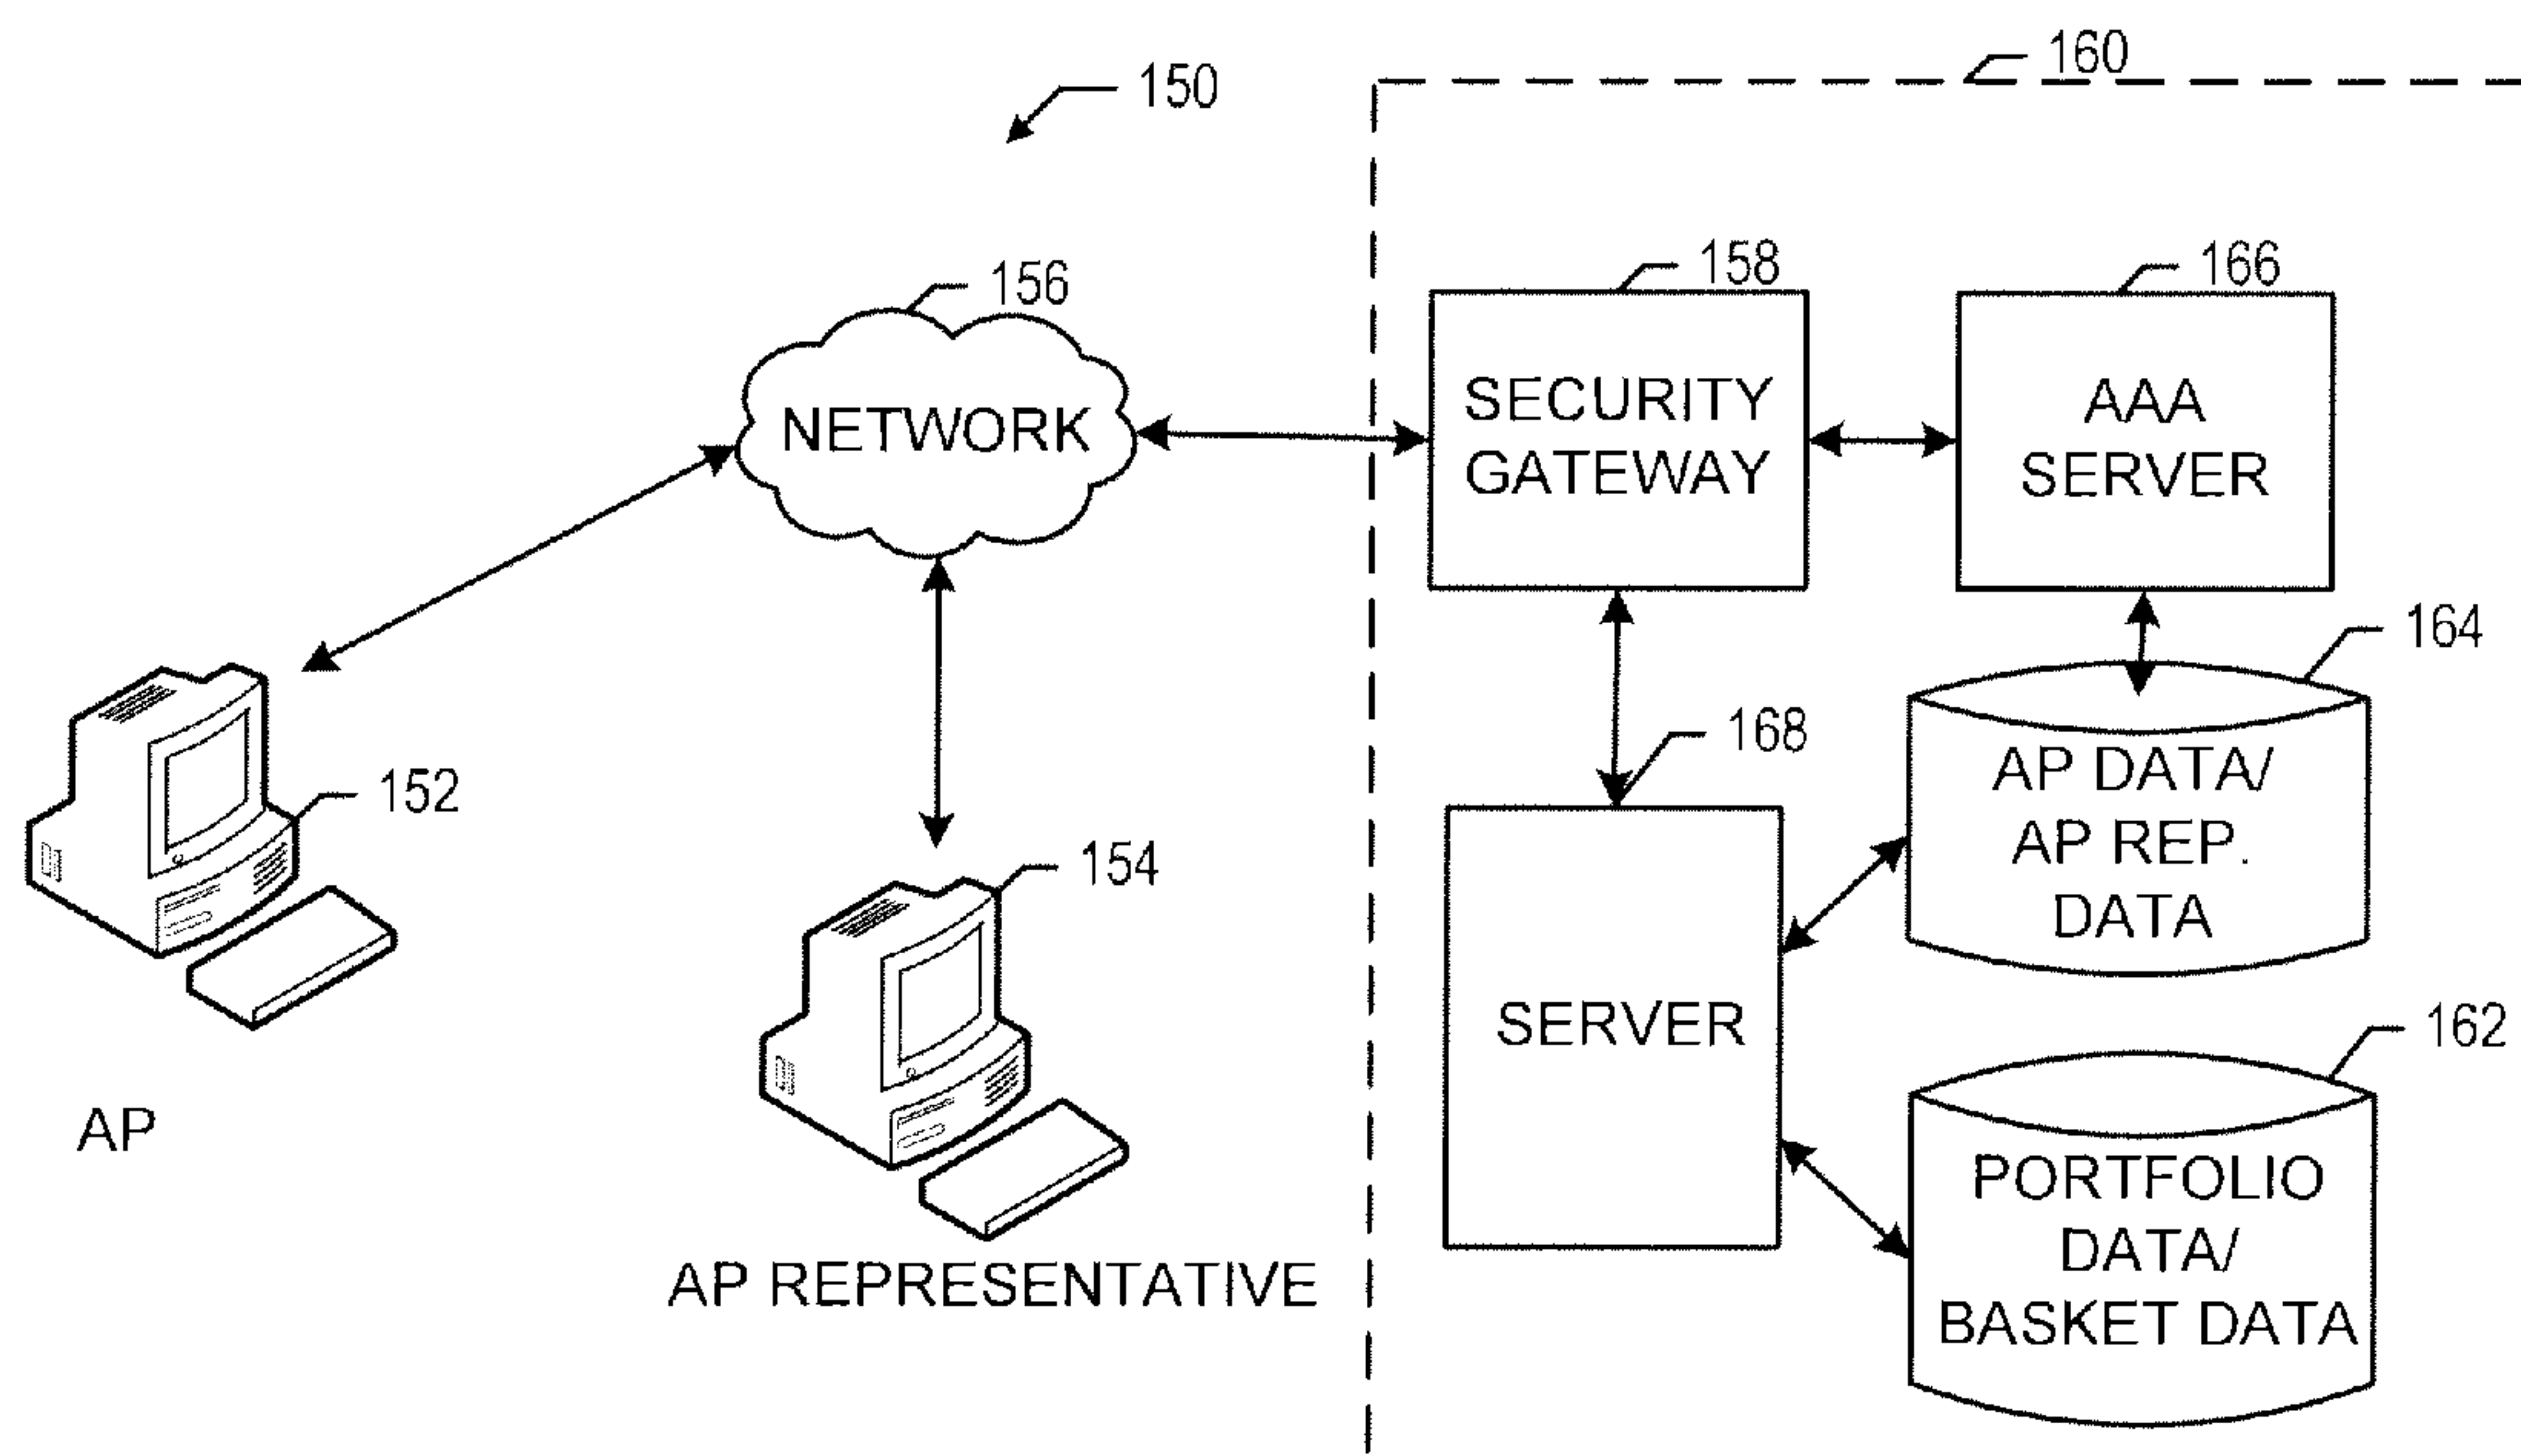 160
150
158
166
156
SECURITY
GATEWAY
AAA
SERVER
NETWORK
164
168
AP DATA/
AP REP.
DATA
152
154
SERVER
162
AP
PORTFOLIO
DATA/
BASKET DATA
AP REPRESENTATIVE